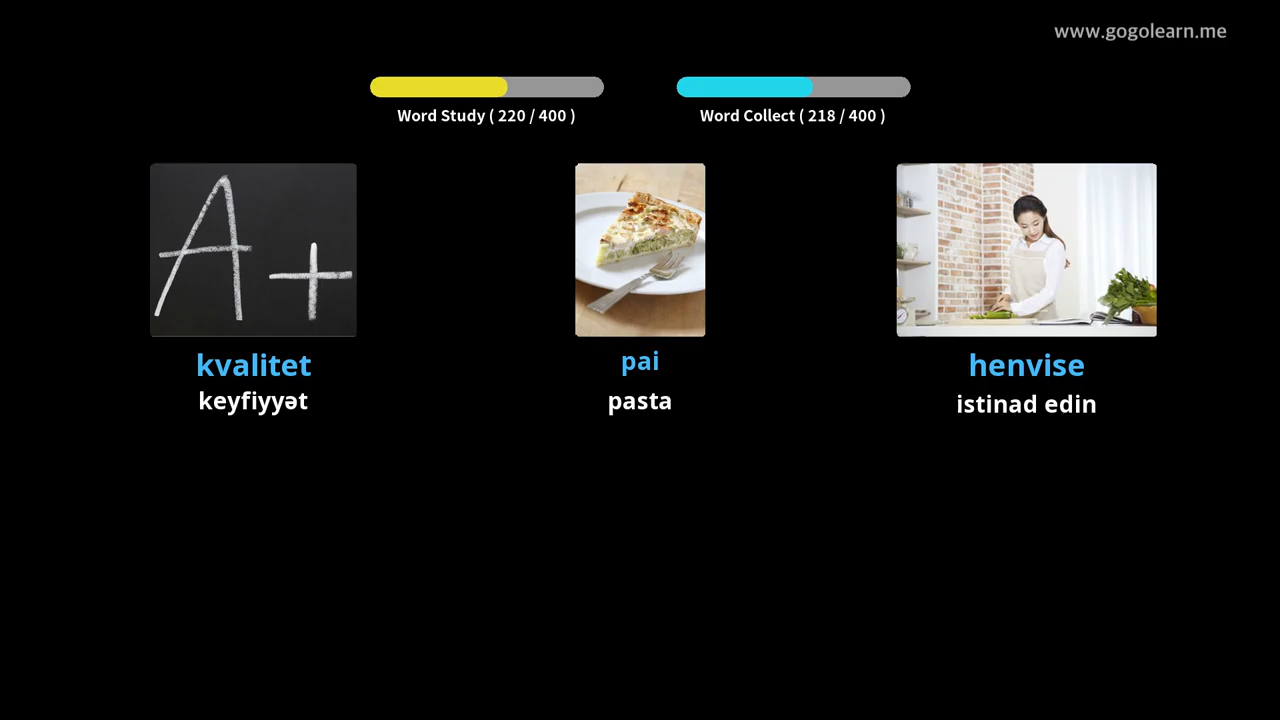 www.gogolearn.me
Word Study ( 220 / 400 )
Word Collect ( 218 / 400 )
A+
kvalitet
keyfiyyət
pai
pasta
henvise
istinad edin